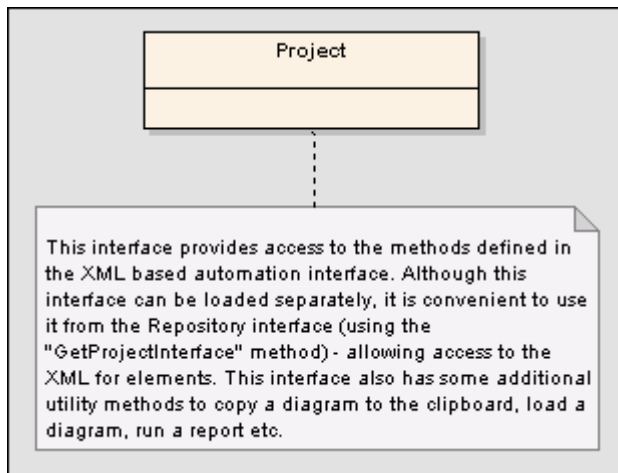 Project
This interface provides access to the methods defined in
the XML based automation interface. Although this
interface can be loaded separately, it is convenient to use
it from the Repository interface (using the
"GetProjectInterface" method) - allowing access to the
XML for elements. This interface also has some additional
utility methods to copy a diagram to the clipboard, load a
diagram, run a report etc.